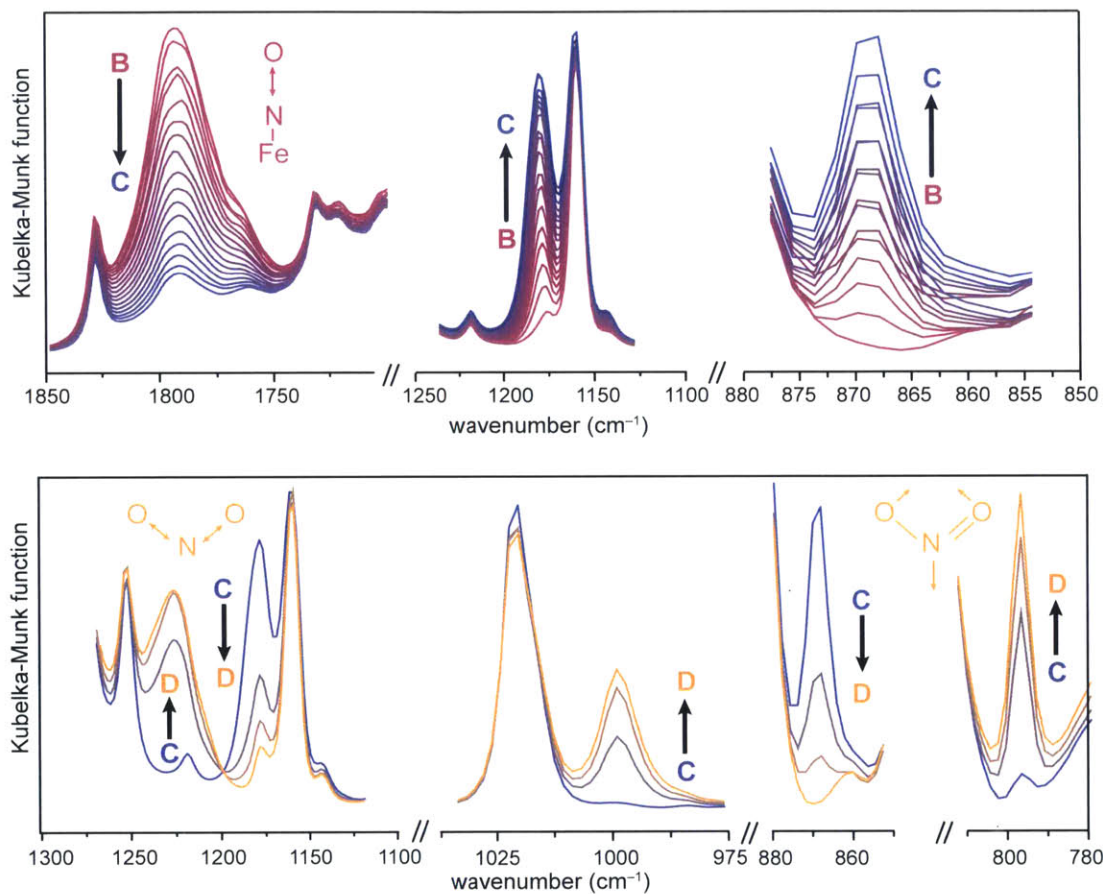 Kubelka-Munk function
B
C
O
N
Fe
C
B
C
B
1850 1800 1750 // 1250 1200 1150 1100 // 880 875 870 865 860 855 850
wavenumber (cm⁻¹)
Kubelka-Munk function
O O
N
C
D
D
C
D
C
C
D
O O
N
D
C
1300 1250 1200 1150 1100 // 1025 1000 975 // 880 860 // 800 780
wavenumber (cm⁻¹)